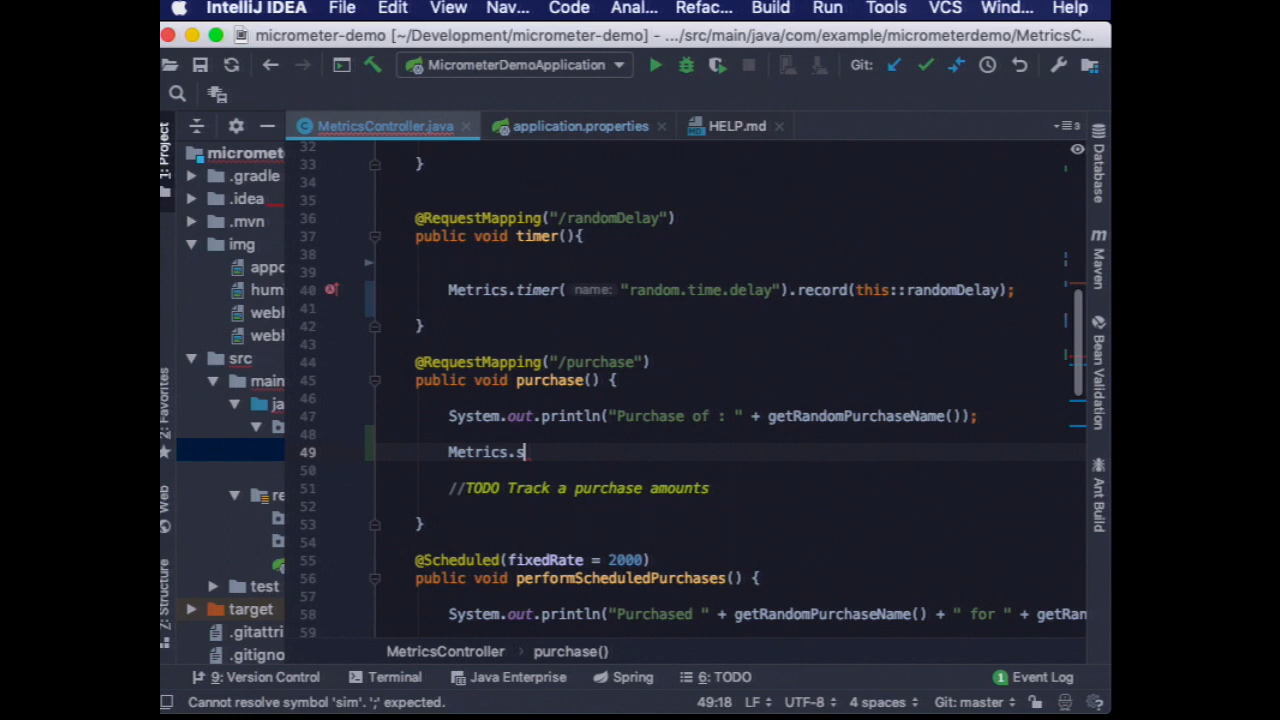 IntelliJ IDEA File Edit View Nav... Code Anal... Refac... Build Run Tools VCS Wind... Help
micrometer-demo [~/Development/micrometer-demo] - .../src/main/java/com/example/micrometerdemo/MetricsC...
MicrometerDemoApplication Git:
1: Project
MetricsController.java application.properties HELP.md 3
micromet
.gradle
.idea
.mvn
img
appd
humi
webh
webh
src
main
ja
re
test
target
.gitattri
.gitigno
2: Favorites
Web
Z: Structure
32
33 }
34
35
36 @RequestMapping("/randomDelay")
37 public void timer(){
38
39
40 Metrics.timer( name: "random.time.delay").record(this::randomDelay);
41
42 }
43
44 @RequestMapping("/purchase")
45 public void purchase() {
46
47 System.out.println("Purchase of : " + getRandomPurchaseName());
48
49 Metrics.s
50
51 //TODO Track a purchase amounts
52
53 }
54
55 @Scheduled(fixedRate = 2000)
56 public void performScheduledPurchases() {
57
58 System.out.println("Purchased " + getRandomPurchaseName() + " for " + getRan
59
Database
Maven
Bean Validation
Ant Build
MetricsController purchase()
9: Version Control Terminal Java Enterprise Spring 6: TODO 1 Event Log
Cannot resolve symbol 'sim'. ';' expected. 49:18 LF UTF-8 4 spaces Git: master